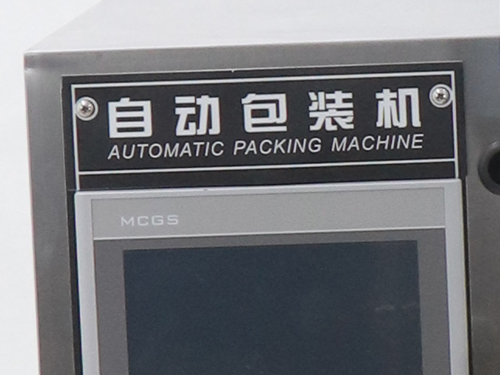 自动包装机
AUTOMATIC PACKING MACHINE
MCGS